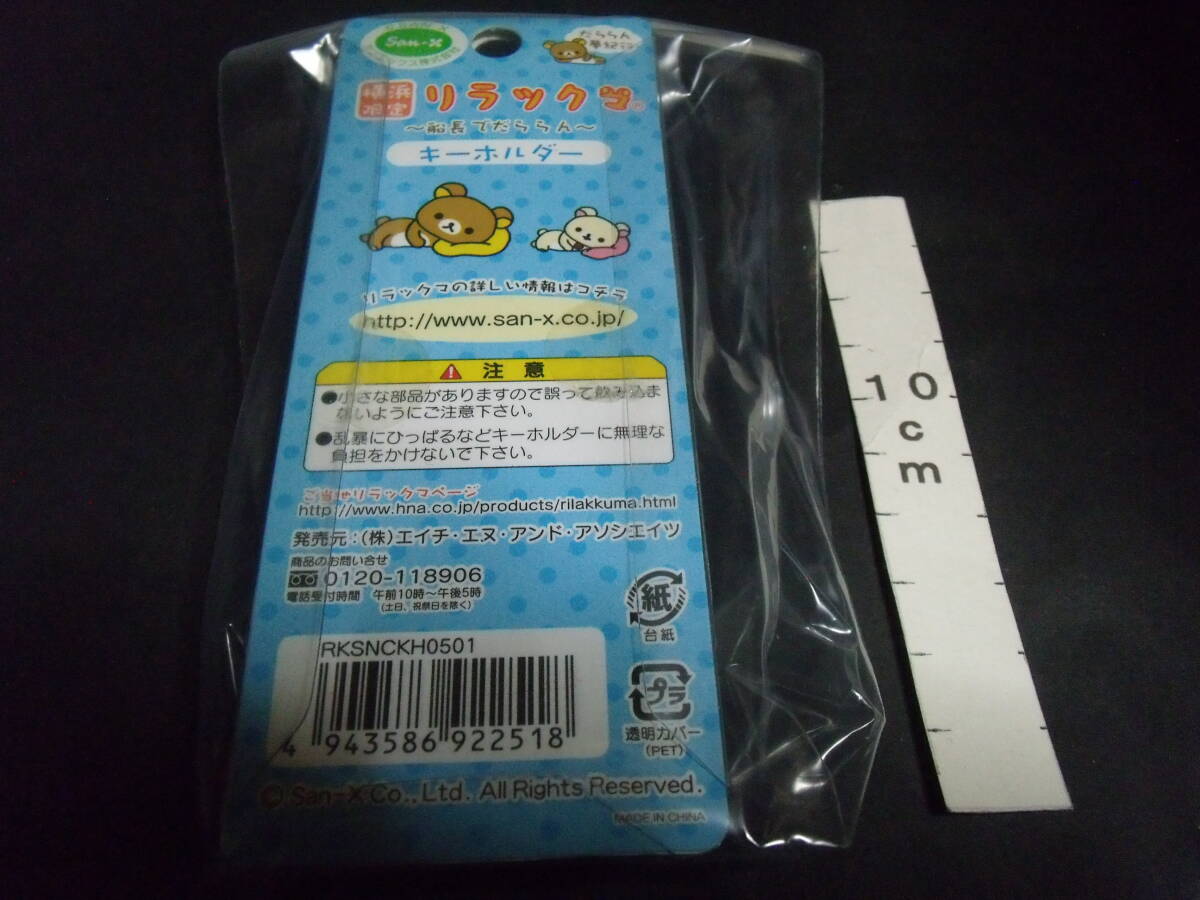 San-X
だららん
夢紀行
横浜
限定
リラックマ®
～船長でだららん～
キーホルダー
リラックマの詳しい情報はコチラ
http://www.san-x.co.jp/
注意
●小さな部品がありますので誤って飲み込ま
ないようにご注意下さい。
●乱暴にひっぱるなどキーホルダーに無理な
負担をかけないで下さい。
ご当地リラックマページ
http://www.hna.co.jp/products/rilakkuma.html
発売元：(株)エイチ・エヌ・アンド・アソシエイツ
商品のお問い合せ
0120-118906
電話受付時間 午前10時～午後5時
(土日、祝祭日を除く)
紙
台紙
RKSNCKH0501
4 943586 922518
プラ
透明カバー
(PET)
© San-X Co., Ltd. All Rights Reserved.
MADE IN CHINA
10
cm